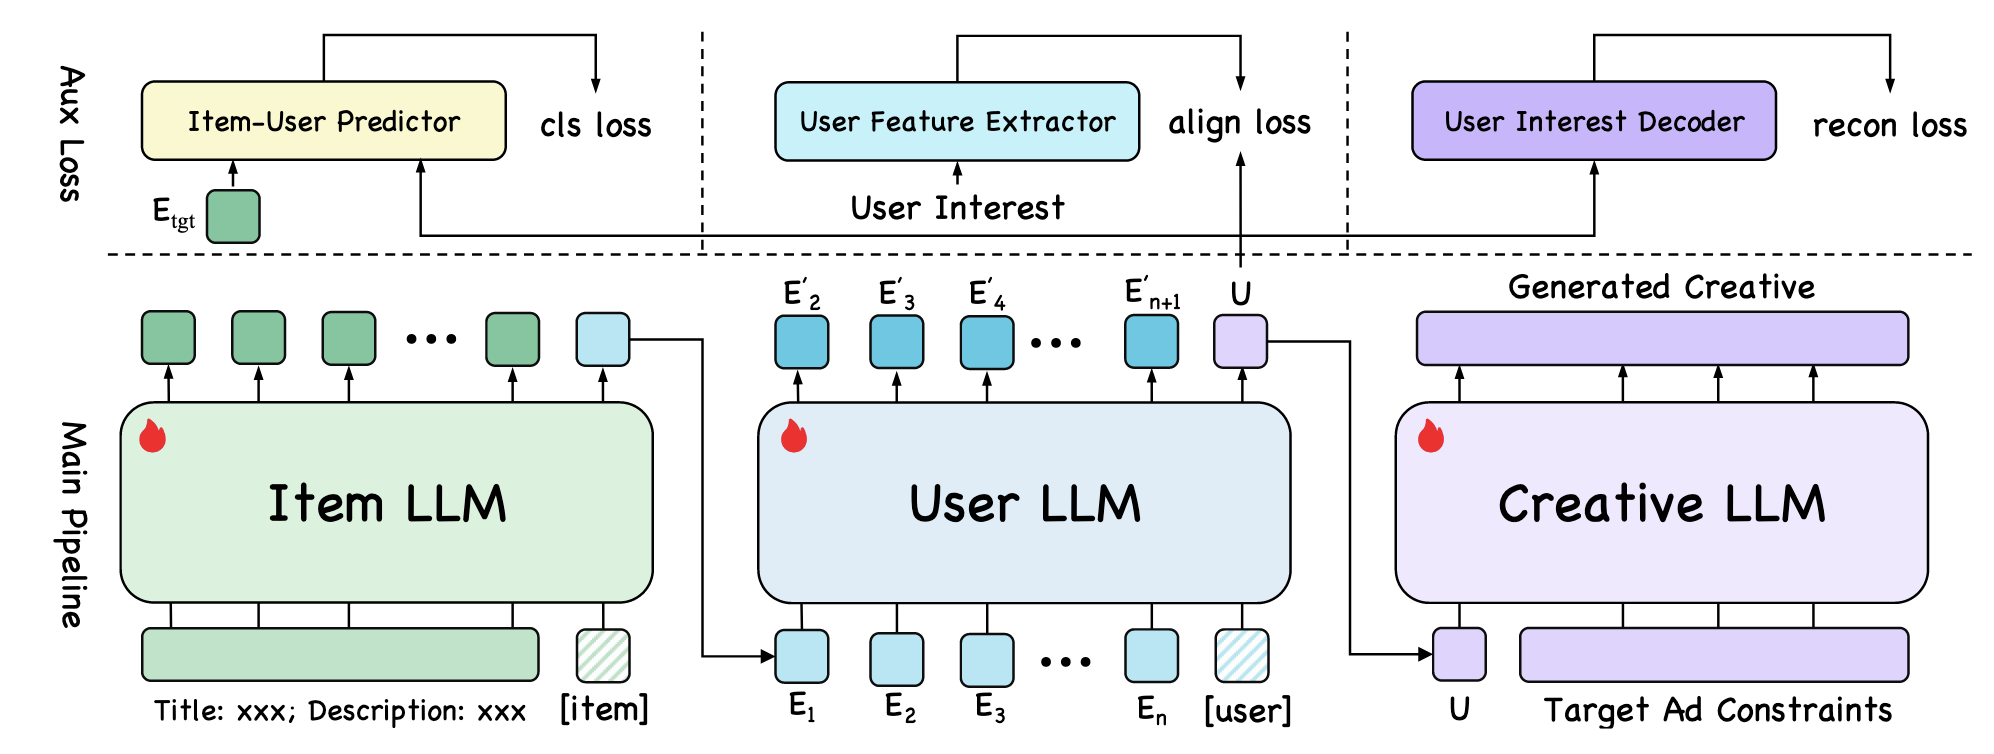 Aux Loss
Item-User Predictor
cls loss
User Feature Extractor
align loss
User Interest Decoder
recon loss
E_tgt
User Interest
Main Pipeline
E'_2
E'_3
E'_4
...
E'_{n+1}
U
Generated Creative
...
Item LLM
User LLM
Creative LLM
Title: xxx; Description: xxx
[item]
E_1
E_2
E_3
...
E_n
[user]
U
Target Ad Constraints